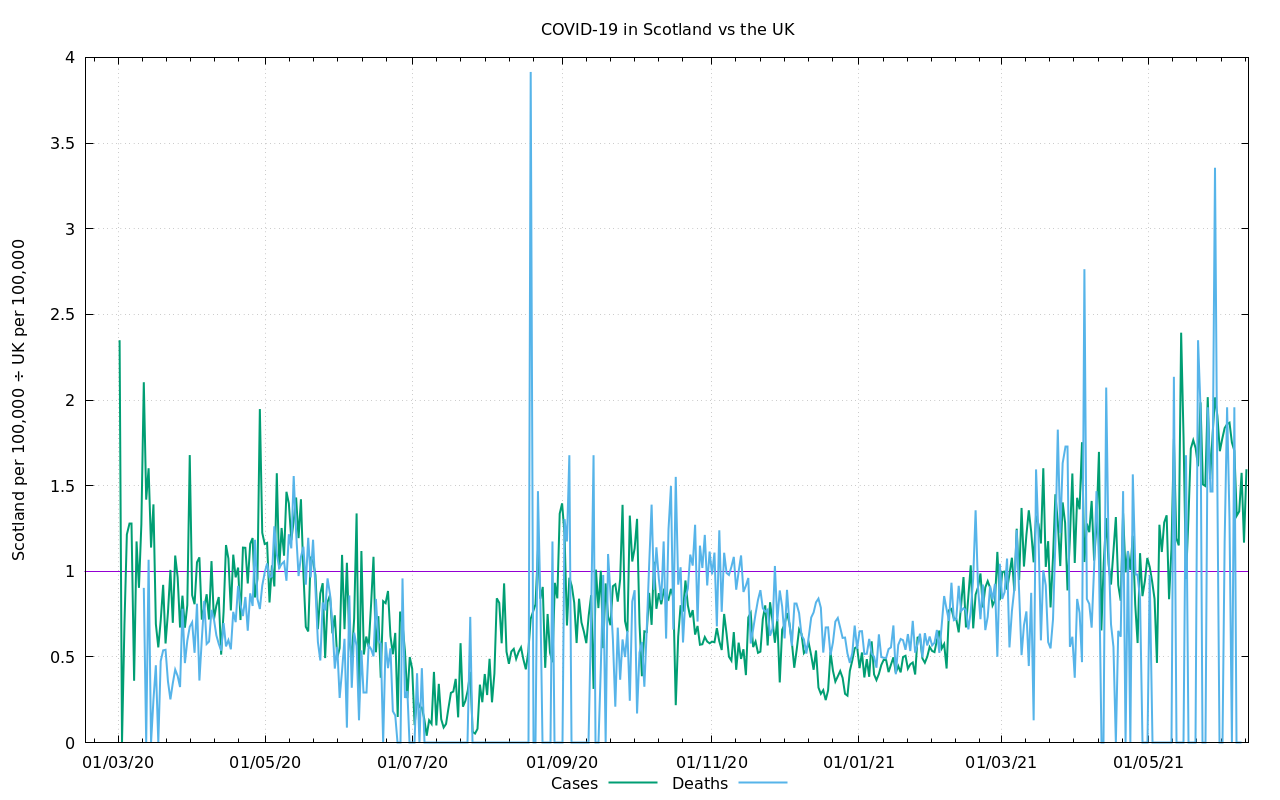 COVID-19 in Scotland vs the UK
Scotland per 100,000 ÷ UK per 100,000
4
3.5
3
2.5
2
1.5
1
0.5
0
01/03/20 01/05/20 01/07/20 01/09/20 01/11/20 01/01/21 01/03/21 01/05/21
Cases Deaths